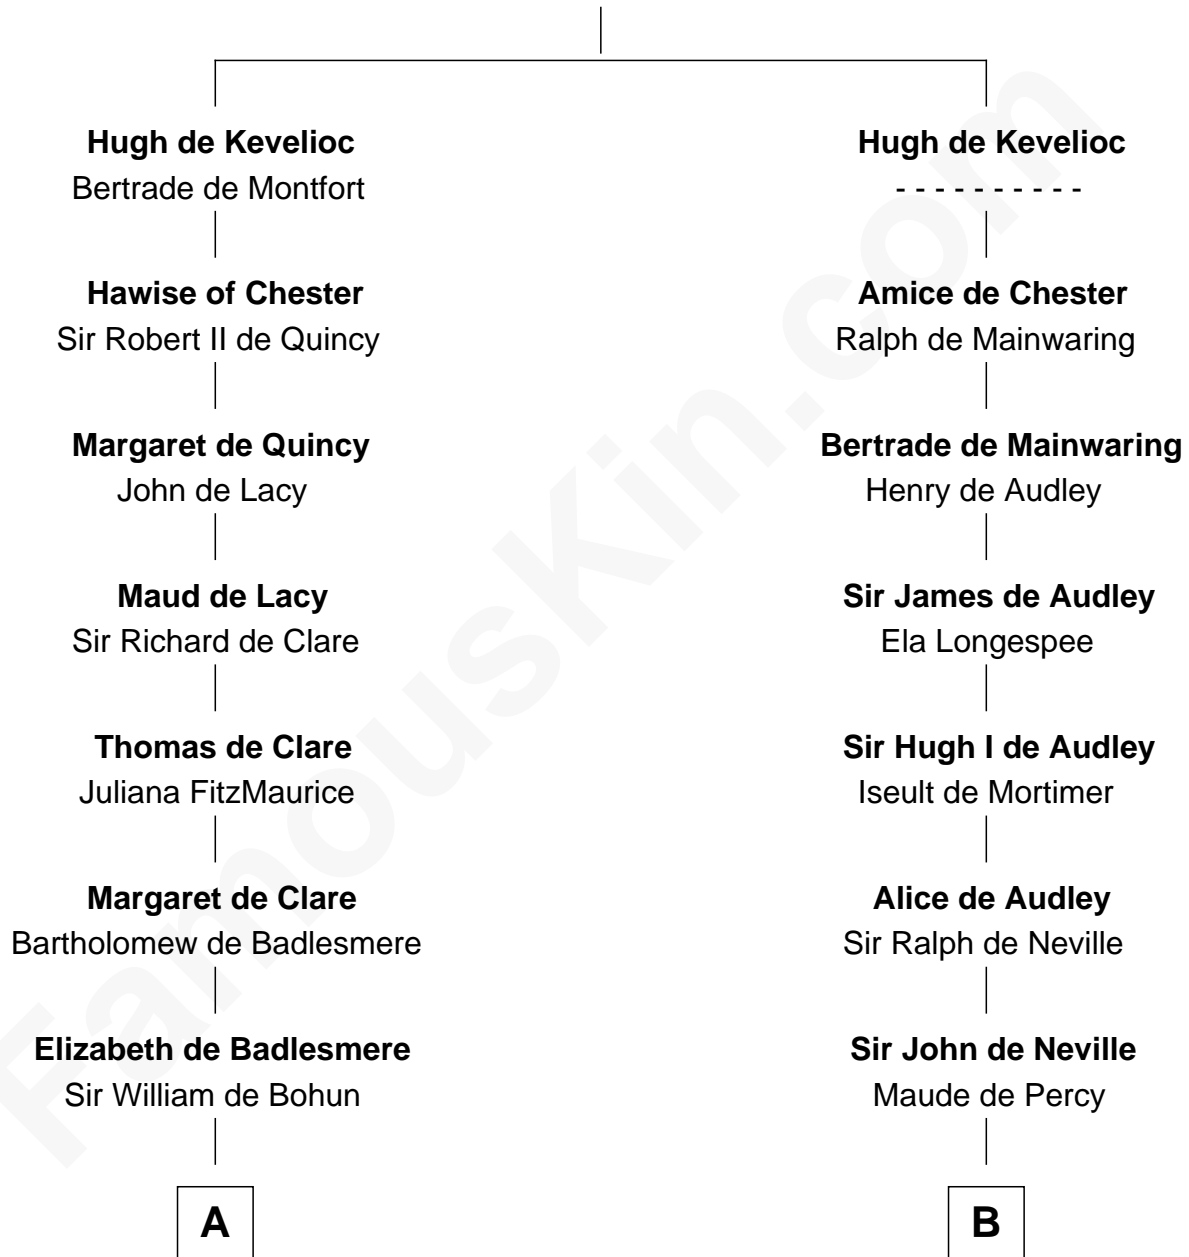 Hugh de Kevelioc
Bertrade de Montfort
Hawise of Chester
Sir Robert II de Quincy
Margaret de Quincy
John de Lacy
Maud de Lacy
Sir Richard de Clare
Thomas de Clare
Juliana FitzMaurice
Margaret de Clare
Bartholomew de Badlesmere
Elizabeth de Badlesmere
Sir William de Bohun
A
Hugh de Kevelioc
- - - - - - - - - -
Amice de Chester
Ralph de Mainwaring
Bertrade de Mainwaring
Henry de Audley
Sir James de Audley
Ela Longespee
Sir Hugh I de Audley
Iseult de Mortimer
Alice de Audley
Sir Ralph de Neville
Sir John de Neville
Maude de Percy
B
FamousKin.com